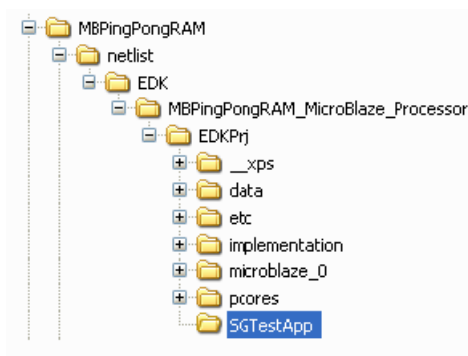 MBPingPongRAM
netlist
EDK
MBPingPongRAM_MicroBlaze_Processor
EDKPrj
__xps
data
etc
implementation
microblaze_0
pcores
SGTestApp